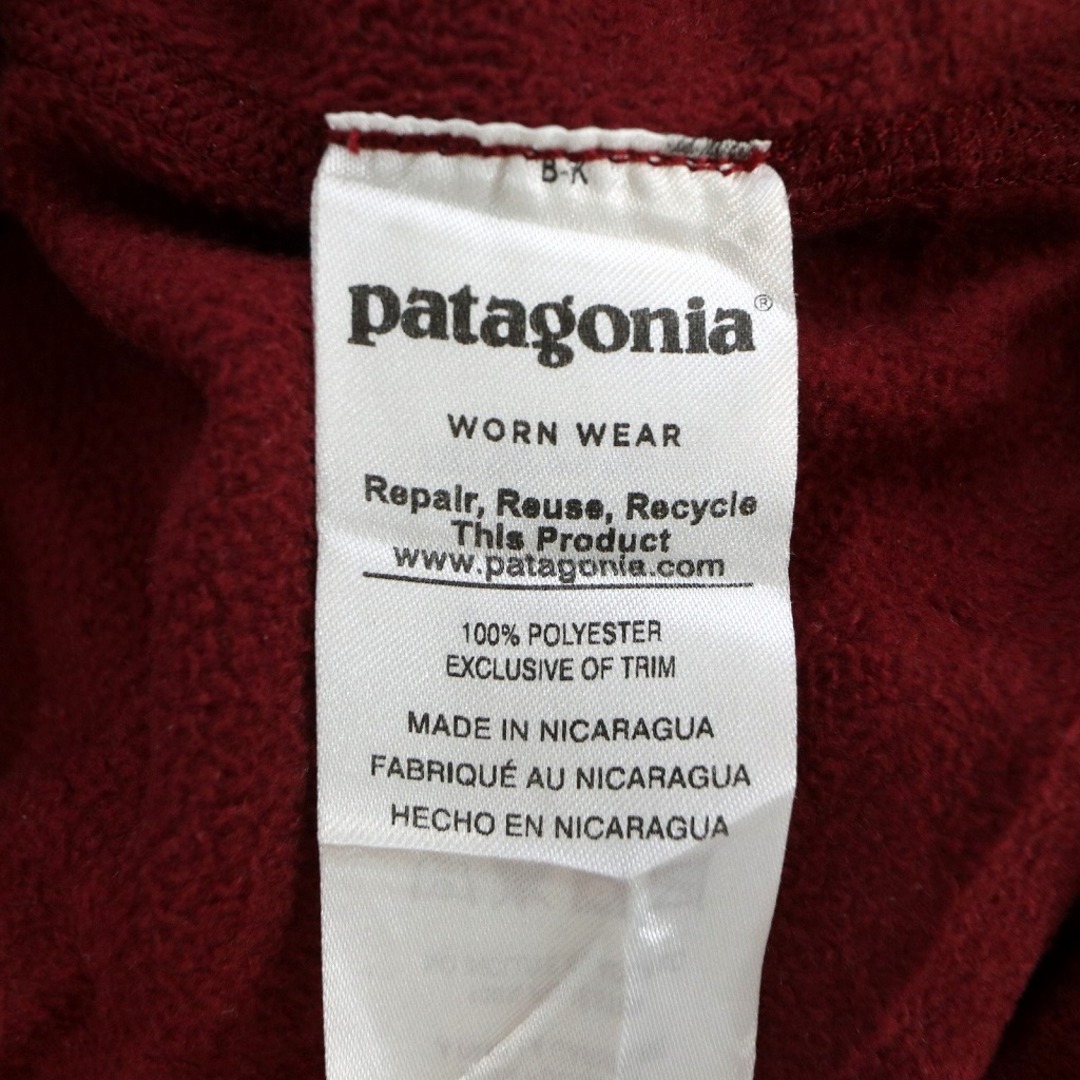 B-K
patagonia®
WORN WEAR
Repair, Reuse, Recycle
This Product
www.patagonia.com
100% POLYESTER
EXCLUSIVE OF TRIM
MADE IN NICARAGUA
FABRIQUÉ AU NICARAGUA
HECHO EN NICARAGUA